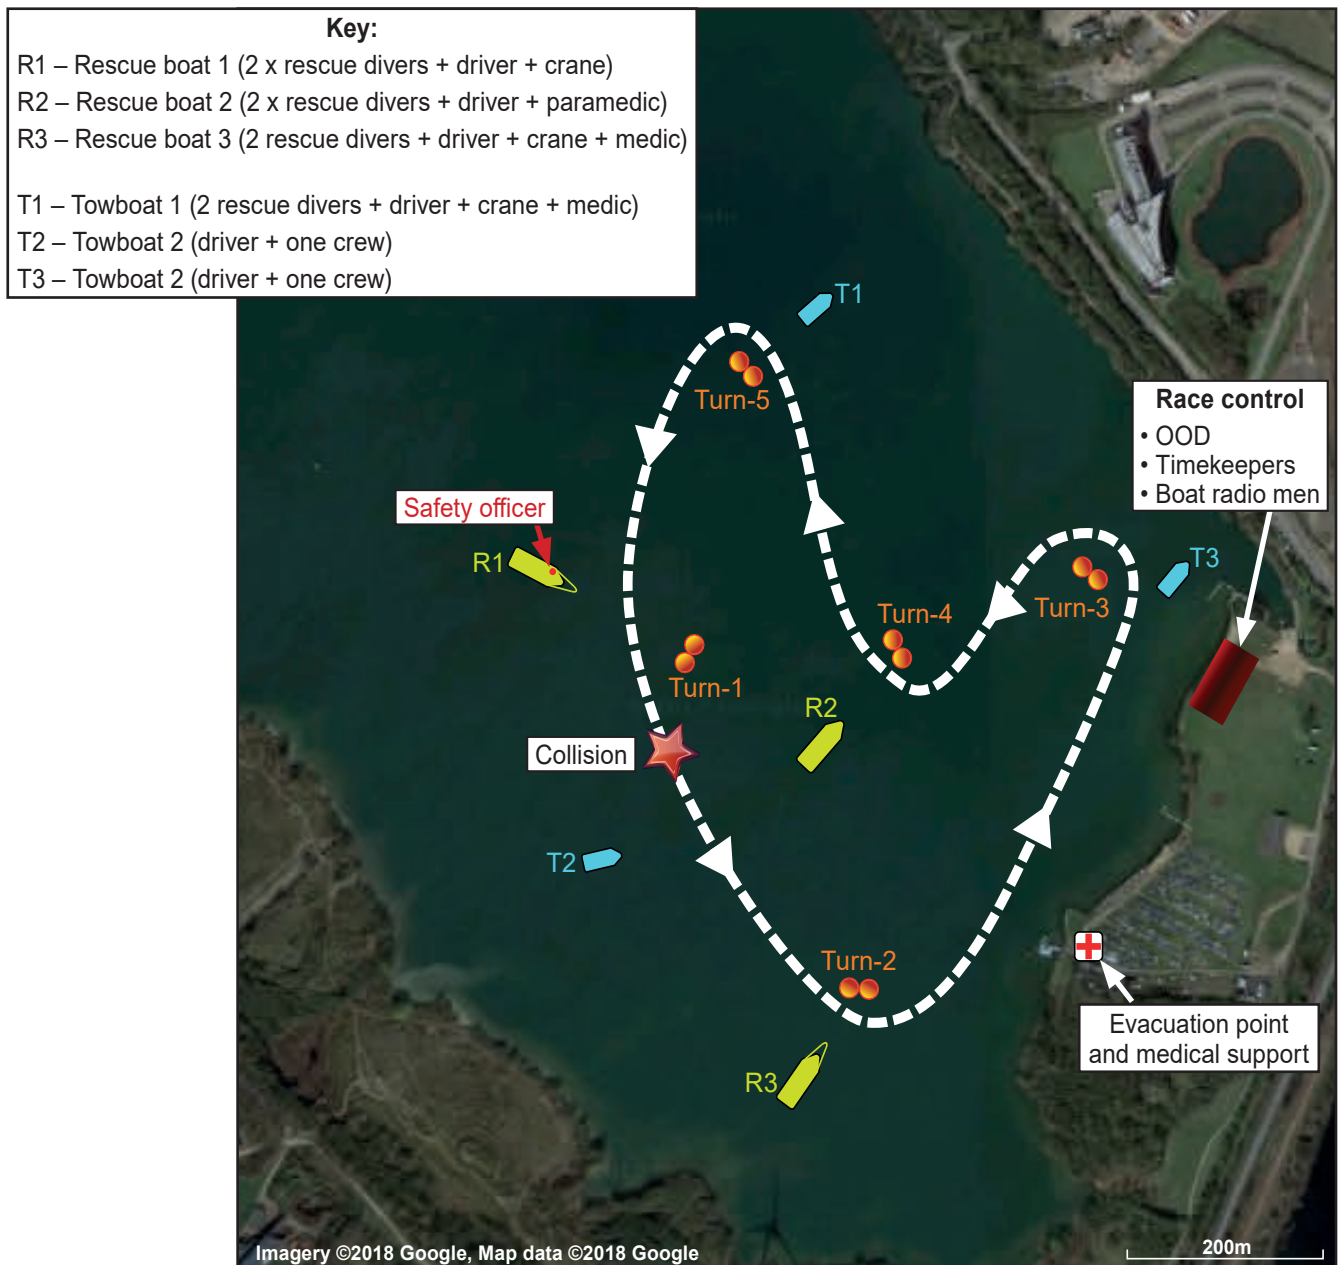 Key:
R1 – Rescue boat 1 (2 x rescue divers + driver + crane)
R2 – Rescue boat 2 (2 x rescue divers + driver + paramedic)
R3 – Rescue boat 3 (2 rescue divers + driver + crane + medic)
T1 – Towboat 1 (2 rescue divers + driver + crane + medic)
T2 – Towboat 2 (driver + one crew)
T3 – Towboat 2 (driver + one crew)
T1
Turn-5
Race control
• OOD
• Timekeepers
• Boat radio men
Safety officer
R1
T3
Turn-3
Turn-4
Turn-1
R2
Collision
T2
Turn-2
Evacuation point
and medical support
R3
Imagery ©2018 Google, Map data ©2018 Google
200m